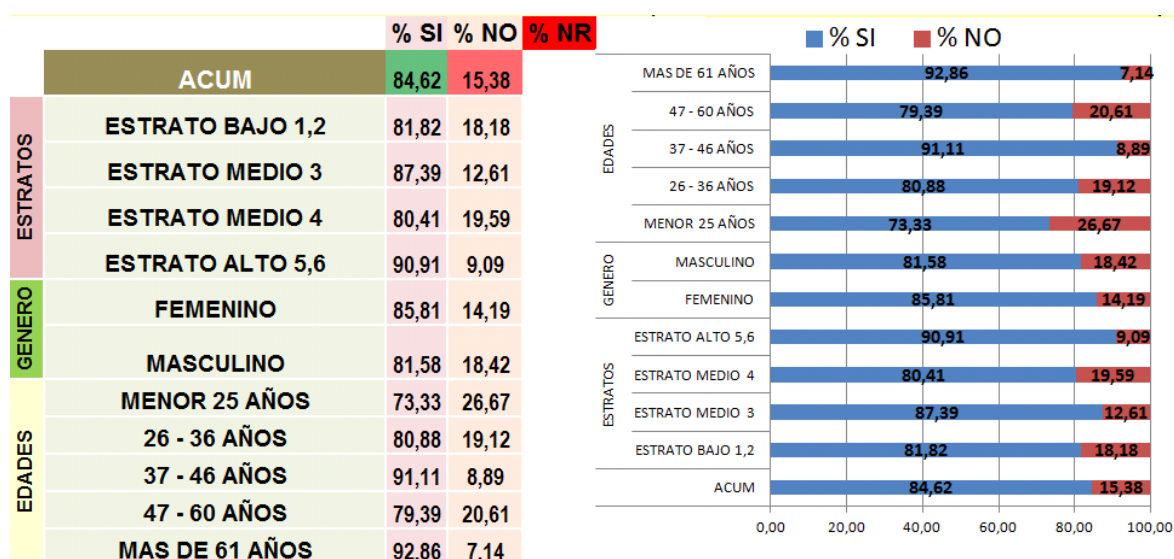 % SI % NO % NR
ACUM 84,62 15,38
ESTRATOS
ESTRATO BAJO 1,2 81,82 18,18
ESTRATO MEDIO 3 87,39 12,61
ESTRATO MEDIO 4 80,41 19,59
ESTRATO ALTO 5,6 90,91 9,09
GENERO
FEMENINO 85,81 14,19
MASCULINO 81,58 18,42
EDADES
MENOR 25 AÑOS 73,33 26,67
26 - 36 AÑOS 80,88 19,12
37 - 46 AÑOS 91,11 8,89
47 - 60 AÑOS 79,39 20,61
MAS DE 61 AÑOS 92,86 7,14
% SI % NO
EDADES
MAS DE 61 AÑOS 92,86 7,14
47 - 60 AÑOS 79,39 20,61
37 - 46 AÑOS 91,11 8,89
26 - 36 AÑOS 80,88 19,12
MENOR 25 AÑOS 73,33 26,67
GENERO
MASCULINO 81,58 18,42
FEMENINO 85,81 14,19
ESTRATOS
ESTRATO ALTO 5,6 90,91 9,09
ESTRATO MEDIO 4 80,41 19,59
ESTRATO MEDIO 3 87,39 12,61
ESTRATO BAJO 1,2 81,82 18,18
ACUM 84,62 15,38
0,00 20,00 40,00 60,00 80,00 100,00